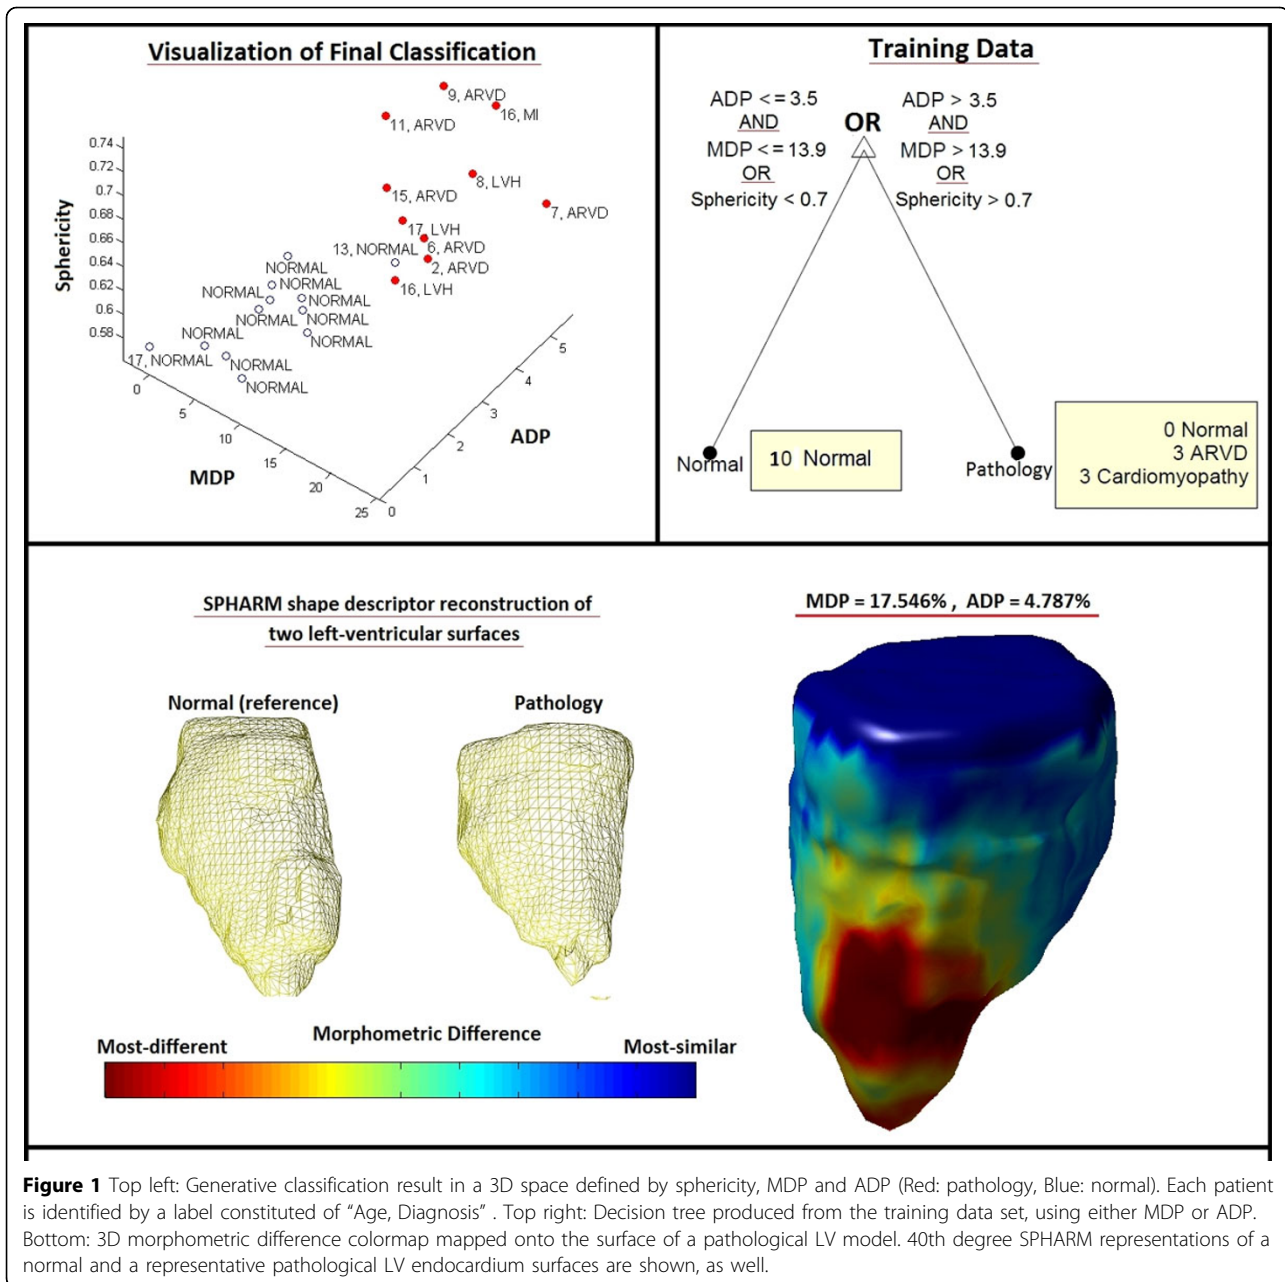 Visualization of Final Classification
9, ARVD
16, MI
11, ARVD
8, LVH
15, ARVD
7, ARVD
17, LVH
13, NORMAL
6, ARVD
2, ARVD
16, LVH
NORMAL
NORMAL
NORMAL
NORMAL
NORMAL
NORMAL
NORMAL
NORMAL
17, NORMAL
NORMAL
NORMAL
Sphericity
0.74
0.72
0.7
0.68
0.66
0.64
0.62
0.6
0.58
0
5
10
15
20
25
MDP
0
1
2
3
4
5
ADP
Training Data
ADP <= 3.5
AND
MDP <= 13.9
OR
Sphericity < 0.7
OR
ADP > 3.5
AND
MDP > 13.9
OR
Sphericity > 0.7
Normal
10 Normal
Pathology
0 Normal
3 ARVD
3 Cardiomyopathy
SPHARM shape descriptor reconstruction of
two left-ventricular surfaces
Normal (reference)
Pathology
Morphometric Difference
Most-different
Most-similar
MDP = 17.546% , ADP = 4.787%
Figure 1 Top left: Generative classification result in a 3D space defined by sphericity, MDP and ADP (Red: pathology, Blue: normal). Each patient
is identified by a label constituted of “Age, Diagnosis” . Top right: Decision tree produced from the training data set, using either MDP or ADP.
Bottom: 3D morphometric difference colormap mapped onto the surface of a pathological LV model. 40th degree SPHARM representations of a
normal and a representative pathological LV endocardium surfaces are shown, as well.